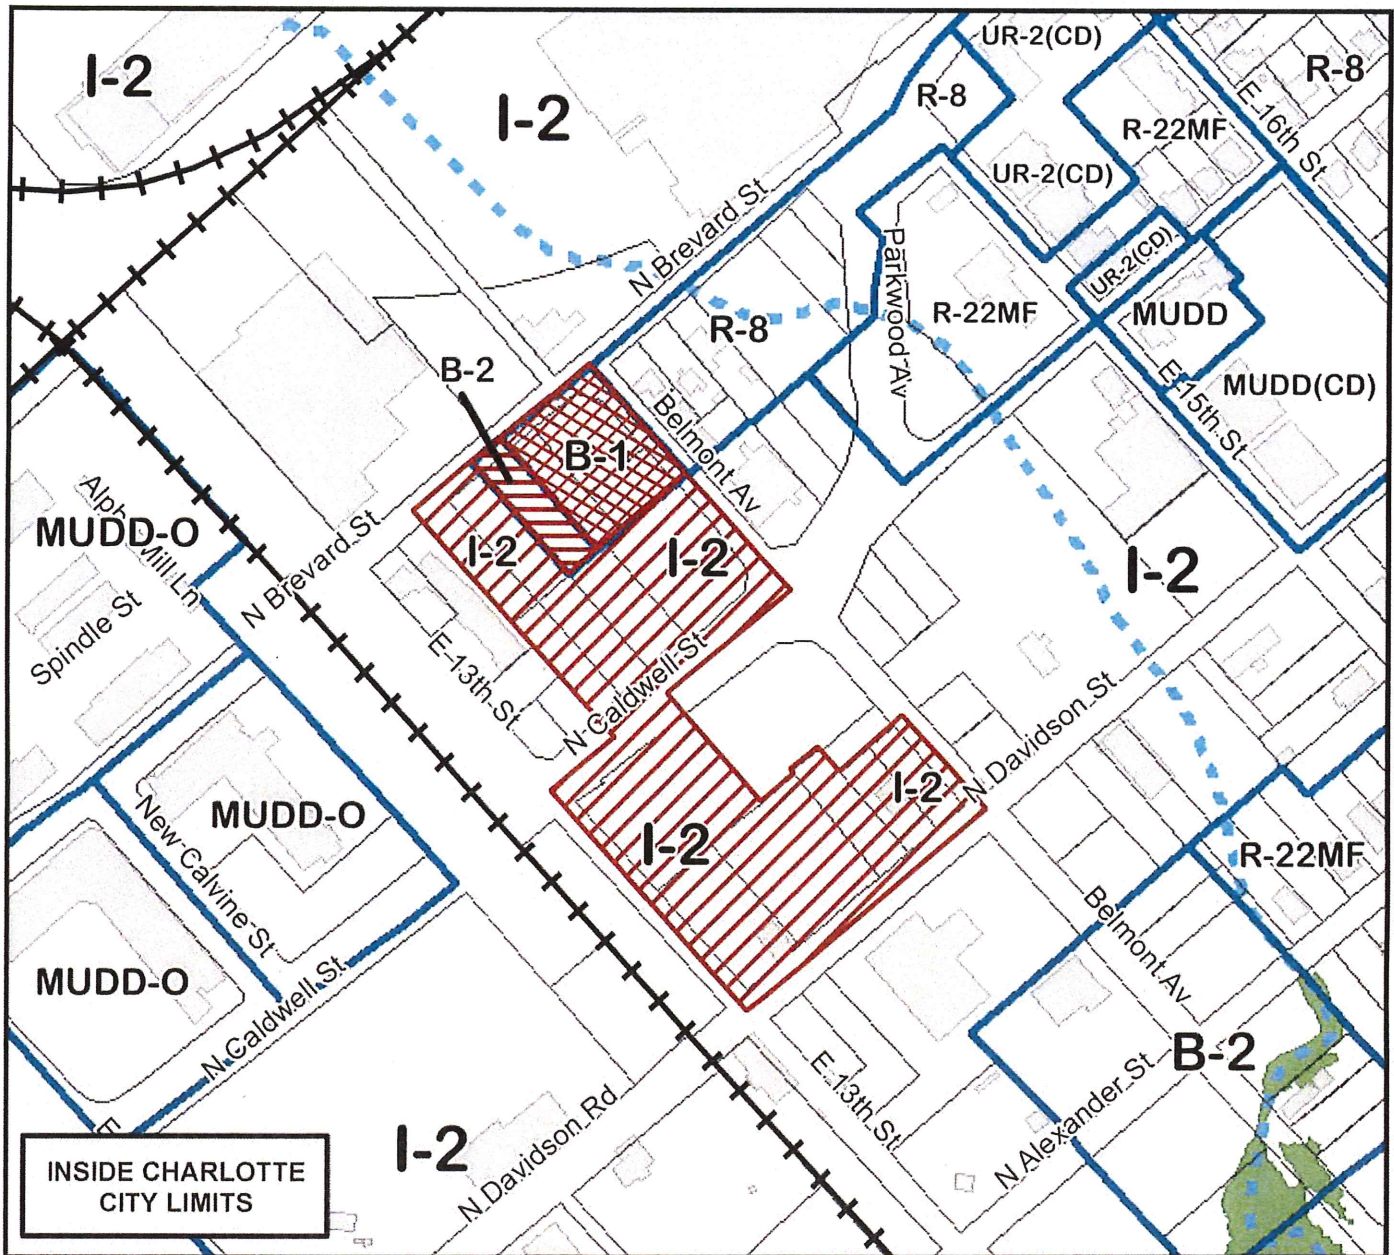 I-2
I-2
UR-2(CD)
R-8
R-8
E 16th St
R-22MF
UR-2(CD)
N Brevard St
Parkwood Av
UR-2(CD)
R-22MF
MUDD
R-8
B-2
E 15th St
MUDD(CD)
Belmont Av
B-1
Alpha Mill Ln
MUDD-O
N Brevard St
I-2
I-2
I-2
Spindle St
E 13th St
N Caldwell St
N Davidson St
I-2
New Calvine St
MUDD-O
I-2
R-22MF
Belmont Av
MUDD-O
N Caldwell St
B-2
E 13th St
N Alexander St
E
I-2
N Davidson Rd
INSIDE CHARLOTTE
CITY LIMITS